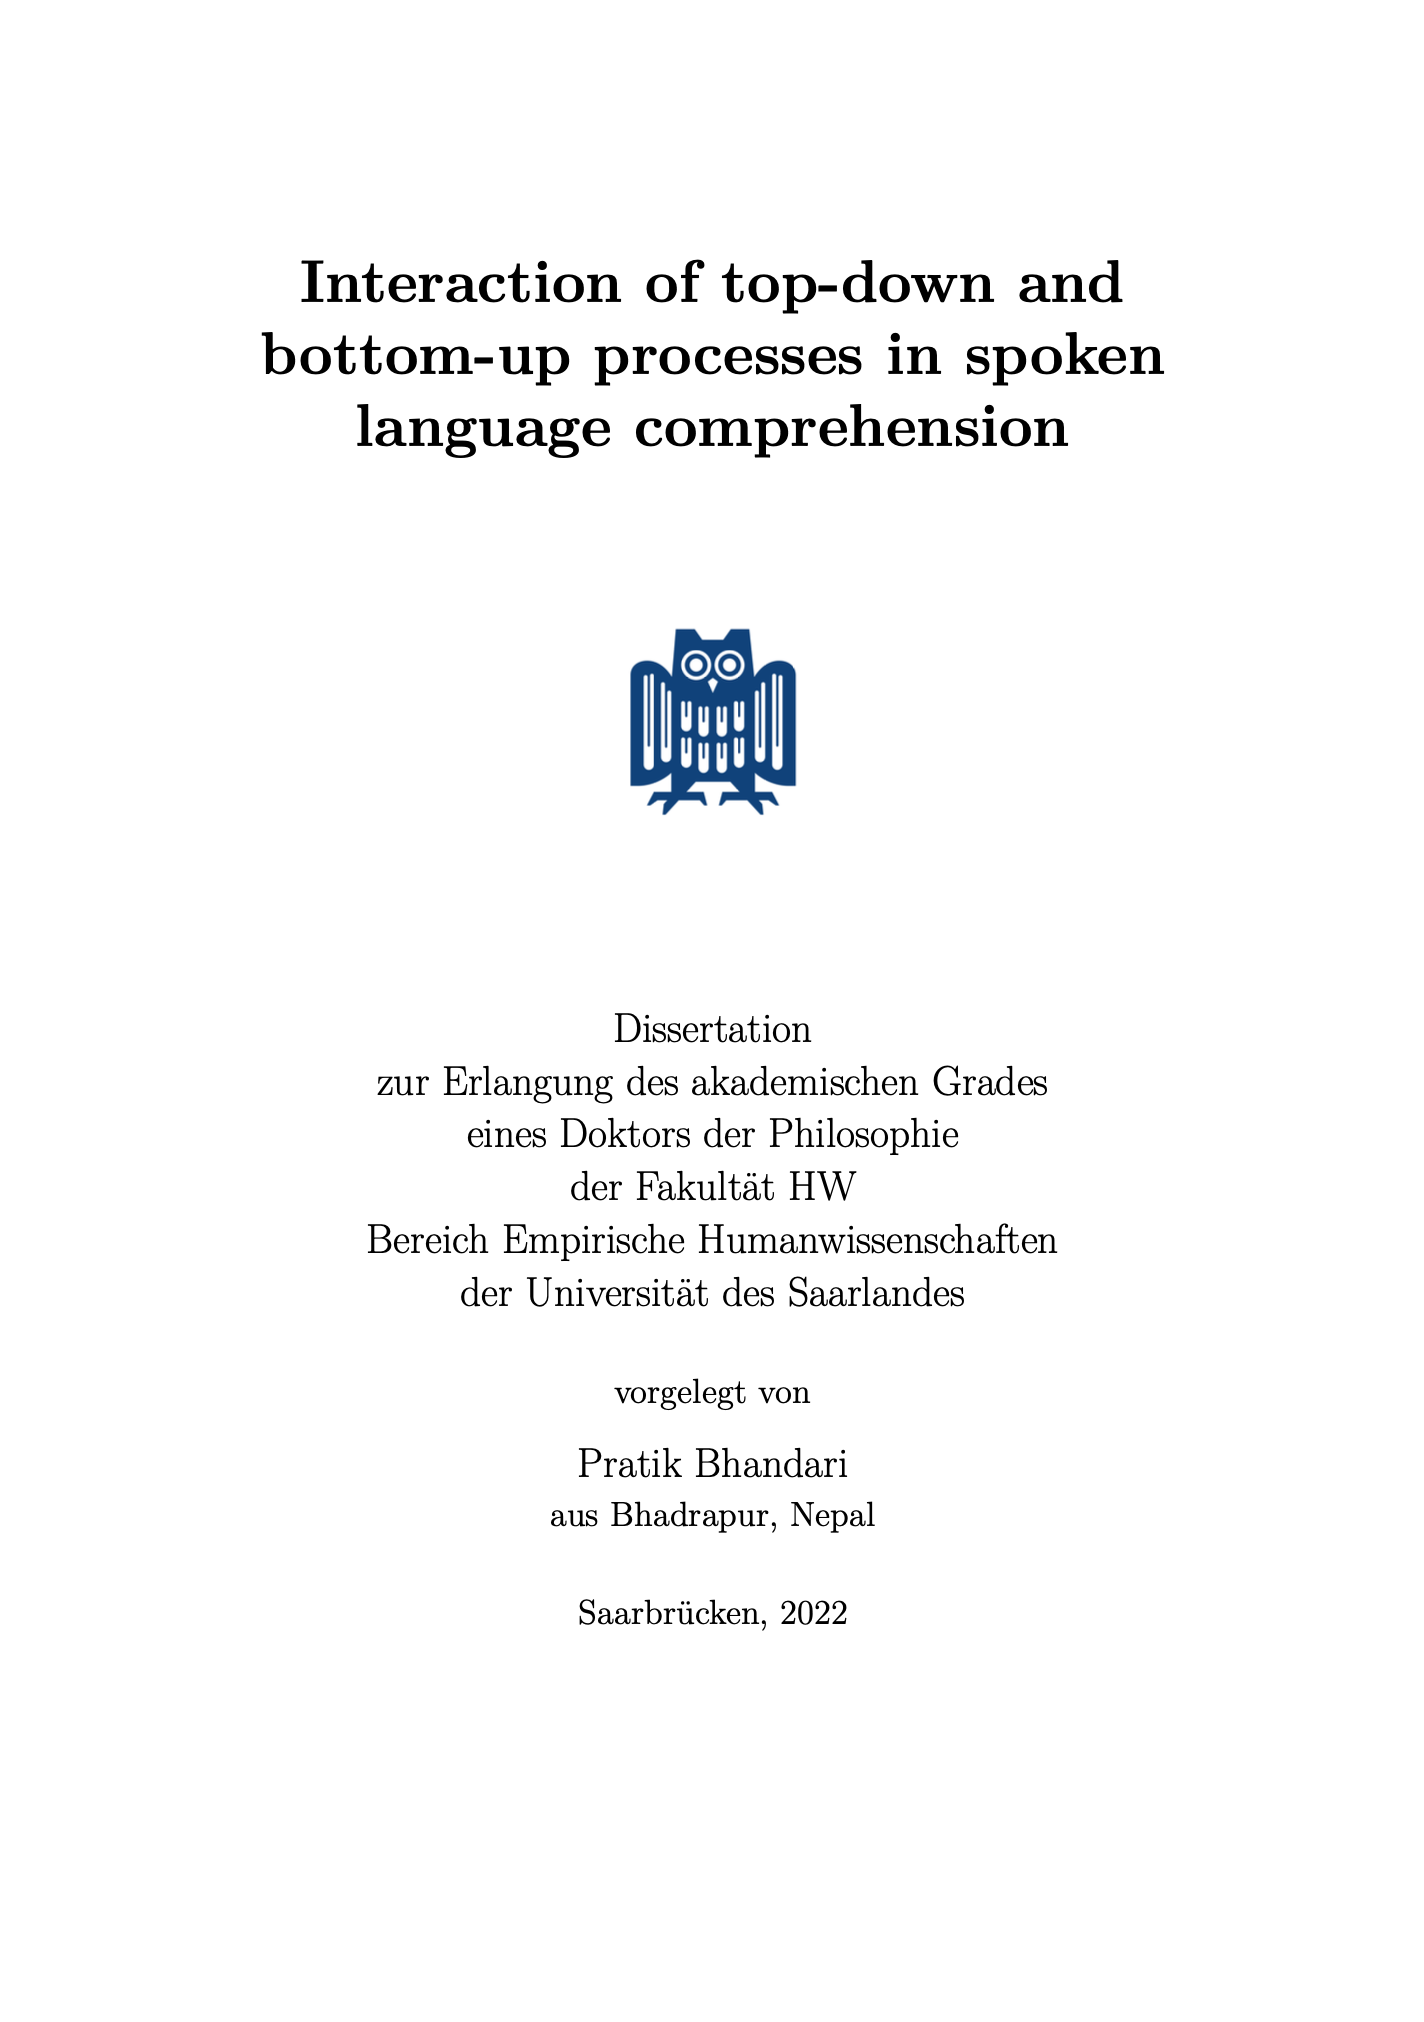 Interaction of top-down and
bottom-up processes in spoken
language comprehension
Dissertation
zur Erlangung des akademischen Grades
eines Doktors der Philosophie
der Fakultät HW
Bereich Empirische Humanwissenschaften
der Universität des Saarlandes
vorgelegt von
Pratik Bhandari
aus Bhadrapur, Nepal
Saarbrücken, 2022